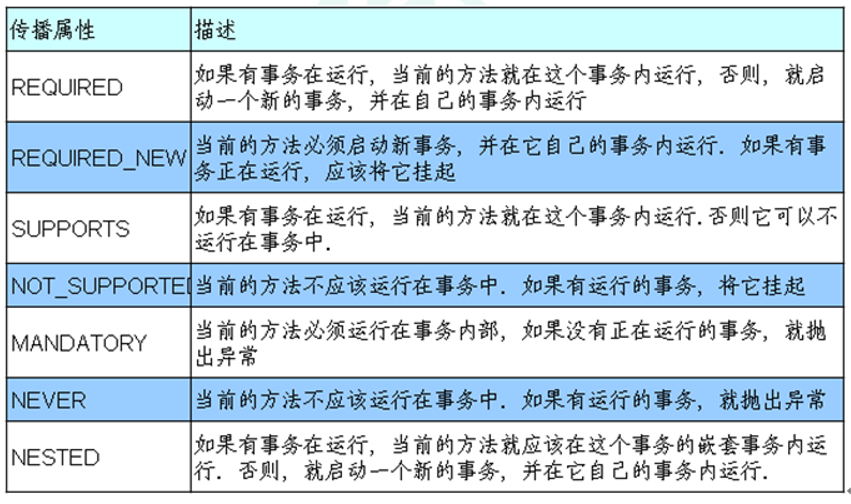 传播属性 描述
REQUIRED
如果有事务在运行，当前的方法就在这个事务内运行，否则，就启
动一个新的事务，并在自己的事务内运行
REQUIRED_NEW
当前的方法必须启动新事务，并在它自己的事务内运行. 如果有事
务正在运行，应该将它挂起
SUPPORTS
如果有事务在运行，当前的方法就在这个事务内运行.否则它可以不
运行在事务中.
NOT_SUPPORTED
当前的方法不应该运行在事务中. 如果有运行的事务，将它挂起
MANDATORY
当前的方法必须运行在事务内部，如果没有正在运行的事务，就抛
出异常
NEVER
当前的方法不应该运行在事务中. 如果有运行的事务，就抛出异常
NESTED
如果有事务在运行，当前的方法就应该在这个事务的嵌套事务内运
行. 否则，就启动一个新的事务，并在它自己的事务内运行.